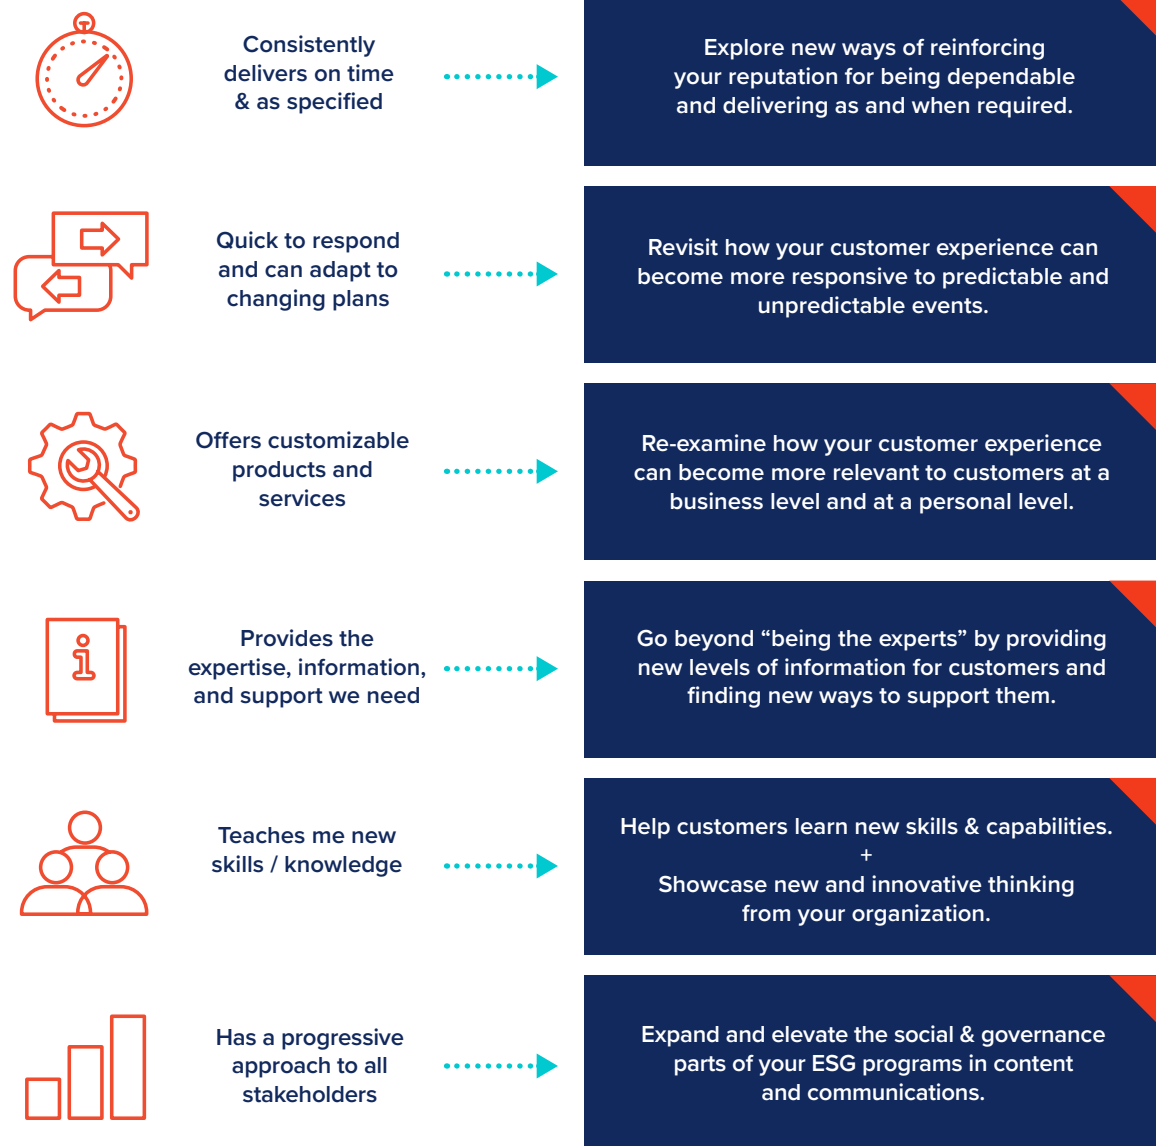 Consistently
delivers on time
& as specified
Explore new ways of reinforcing
your reputation for being dependable
and delivering as and when required.
Quick to respond
and can adapt to
changing plans
Revisit how your customer experience can
become more responsive to predictable and
unpredictable events.
Offers customizable
products and
services
Re-examine how your customer experience
can become more relevant to customers at a
business level and at a personal level.
i
Provides the
expertise, information,
and support we need
Go beyond “being the experts” by providing
new levels of information for customers and
finding new ways to support them.
Teaches me new
skills / knowledge
Help customers learn new skills & capabilities.
+
Showcase new and innovative thinking
from your organization.
Has a progressive
approach to all
stakeholders
Expand and elevate the social & governance
parts of your ESG programs in content
and communications.